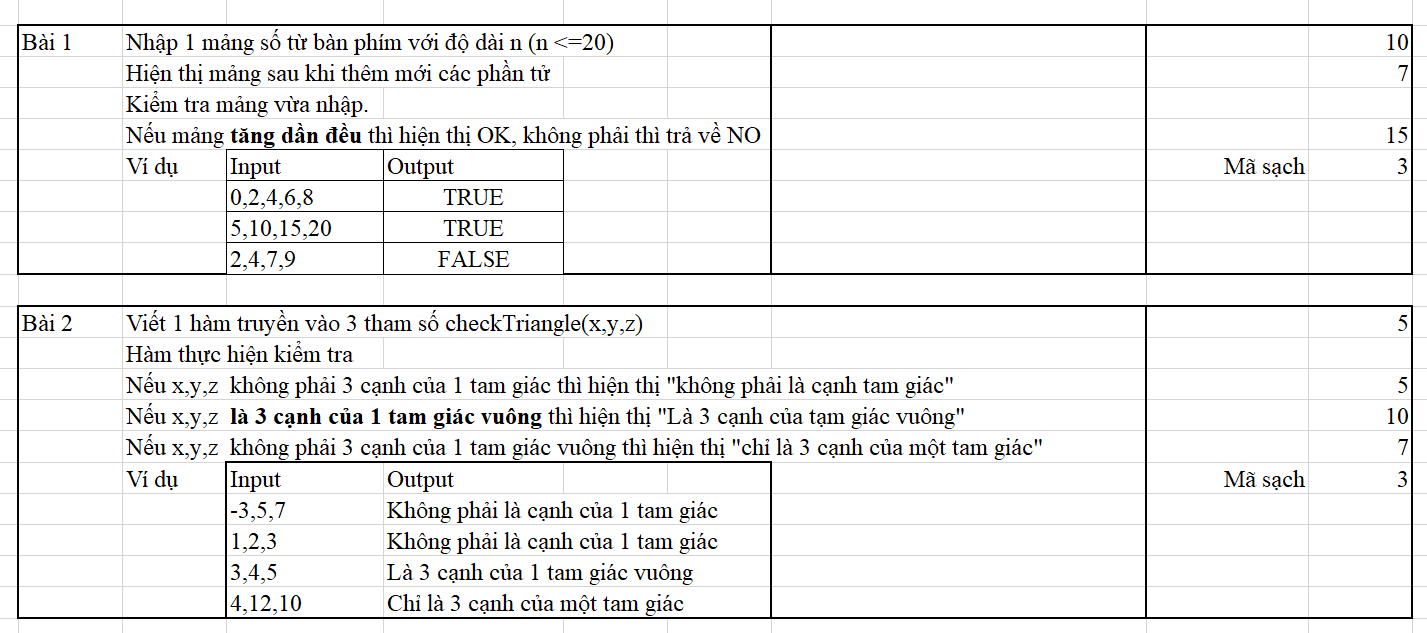 Bài 1 Nhập 1 mảng số từ bàn phím với độ dài n (n <=20) 10
Hiện thị mảng sau khi thêm mới các phần tử 7
Kiểm tra mảng vừa nhập.
Nếu mảng tăng dần đều thì hiện thị OK, không phải thì trả về NO 15
Ví dụ Input Output Mã sạch 3
0,2,4,6,8 TRUE
5,10,15,20 TRUE
2,4,7,9 FALSE
Bài 2 Viết 1 hàm truyền vào 3 tham số checkTriangle(x,y,z) 5
Hàm thực hiện kiểm tra
Nếu x,y,z không phải 3 cạnh của 1 tam giác thì hiện thị "không phải là cạnh tam giác" 5
Nếu x,y,z là 3 cạnh của 1 tam giác vuông thì hiện thị "Là 3 cạnh của tạm giác vuông" 10
Nếu x,y,z không phải 3 cạnh của 1 tam giác vuông thì hiện thị "chỉ là 3 cạnh của một tam giác" 7
Ví dụ Input Output Mã sạch 3
-3,5,7 Không phải là cạnh của 1 tam giác
1,2,3 Không phải là cạnh của 1 tam giác
3,4,5 Là 3 cạnh của 1 tam giác vuông
4,12,10 Chỉ là 3 cạnh của một tam giác